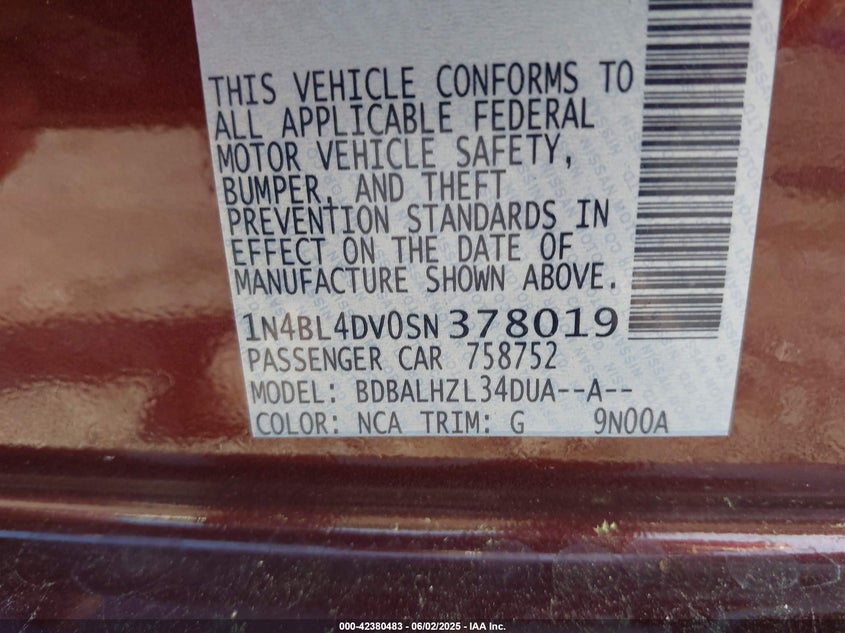 THIS VEHICLE CONFORMS TO
ALL APPLICABLE FEDERAL
MOTOR VEHICLE SAFETY,
BUMPER, AND THEFT
PREVENTION STANDARDS IN
EFFECT ON THE DATE OF
MANUFACTURE SHOWN ABOVE.
1N4BL4DV0SN378019
PASSENGER CAR 758752
MODEL: BDBALHZL34DUA--A--
COLOR: NCA TRIM: G 9N00A
000-42380483 - 06/02/2025 - IAA Inc.